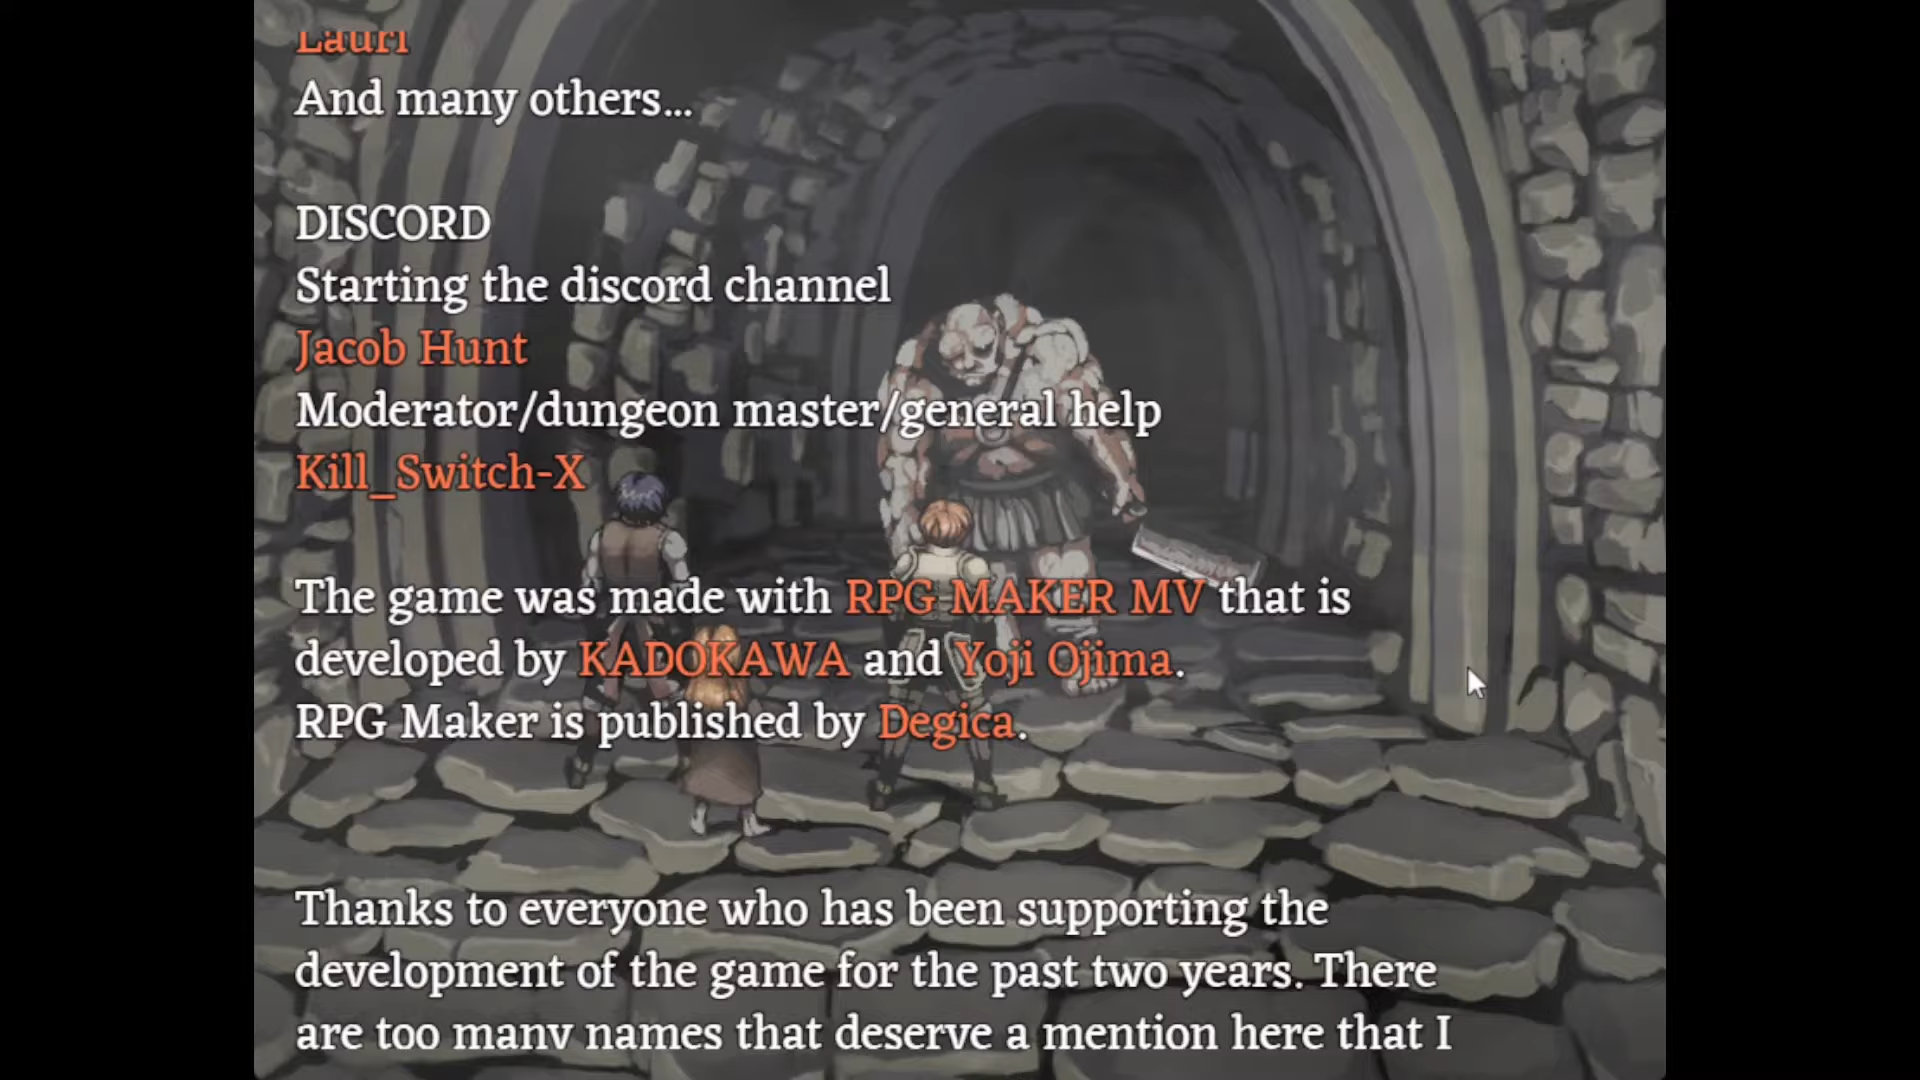 Lauri
And many others...
DISCORD
Starting the discord channel
Jacob Hunt
Moderator/dungeon master/general help
Kill_Switch-X
The game was made with RPG MAKER MV that is
developed by KADOKAWA and Yoji Ojima.
RPG Maker is published by Degica.
Thanks to everyone who has been supporting the
development of the game for the past two years. There
are too many names that deserve a mention here that I